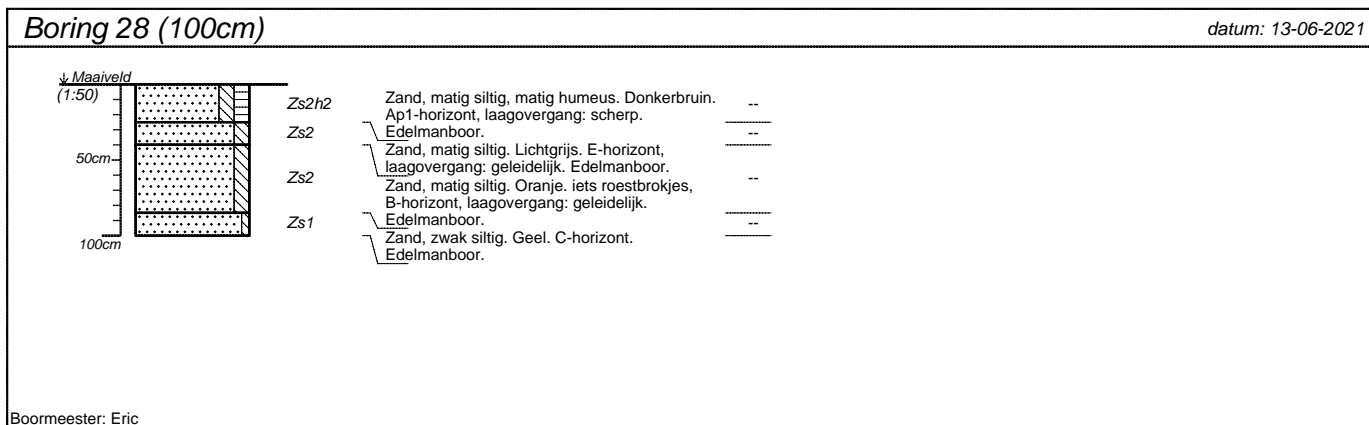 Boring 28 (100cm)
datum: 13-06-2021
Maaiveld
(1:50)
50cm
100cm
Zs2h2
Zand, matig siltig, matig humeus. Donkerbruin.
Ap1-horizont, laagovergang: scherp.
Edelmanboor.
--
Zs2
Zand, matig siltig. Lichtgrijs. E-horizont,
laagovergang: geleidelijk. Edelmanboor.
--
Zs2
Zand, matig siltig. Oranje. iets roestbrokjes,
B-horizont, laagovergang: geleidelijk.
Edelmanboor.
--
Zs1
Zand, zwak siltig. Geel. C-horizont.
Edelmanboor.
--
Boormeester: Eric